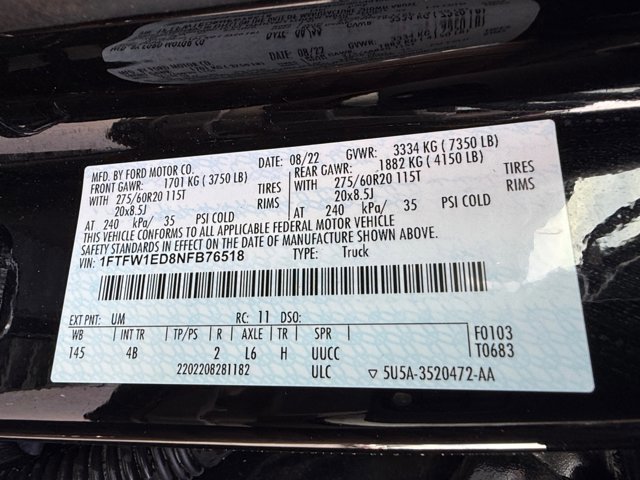 MFD. BY FORD MOTOR CO.
DATE: 08/22 GVWR: 3334 KG ( 7350 LB)
FRONT GAWR: 1701 KG ( 3750 LB)
REAR GAWR: 1882 KG ( 4150 LB)
WITH 275/60R20 115T TIRES
WITH 275/60R20 115T TIRES
20x8.5J RIMS
20x8.5J RIMS
AT 240 kPa/ 35 PSI COLD
AT 240 kPa/ 35 PSI COLD
THIS VEHICLE CONFORMS TO ALL APPLICABLE FEDERAL MOTOR VEHICLE
SAFETY STANDARDS IN EFFECT ON THE DATE OF MANUFACTURE SHOWN ABOVE.
VIN: 1FTFW1ED8NFB76518 TYPE: Truck
EXT PNT: UM RC: 11 DSO:
WB INT TR TP/PS R AXLE TR SPR F0103
145 4B 2 L6 H UUCC T0683
2202208281182 ULC ▽ 5U5A-3520472-AA